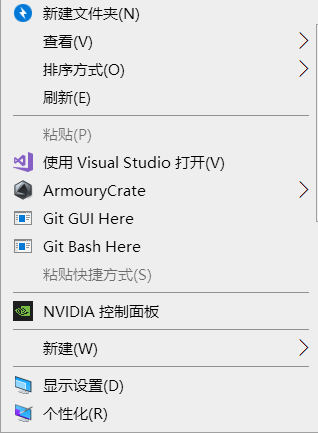 新建文件夹(N)
查看(V)
排序方式(O)
刷新(E)
粘贴(P)
使用 Visual Studio 打开(V)
ArmouryCrate
Git GUI Here
Git Bash Here
粘贴快捷方式(S)
NVIDIA 控制面板
新建(W)
显示设置(D)
个性化(R)